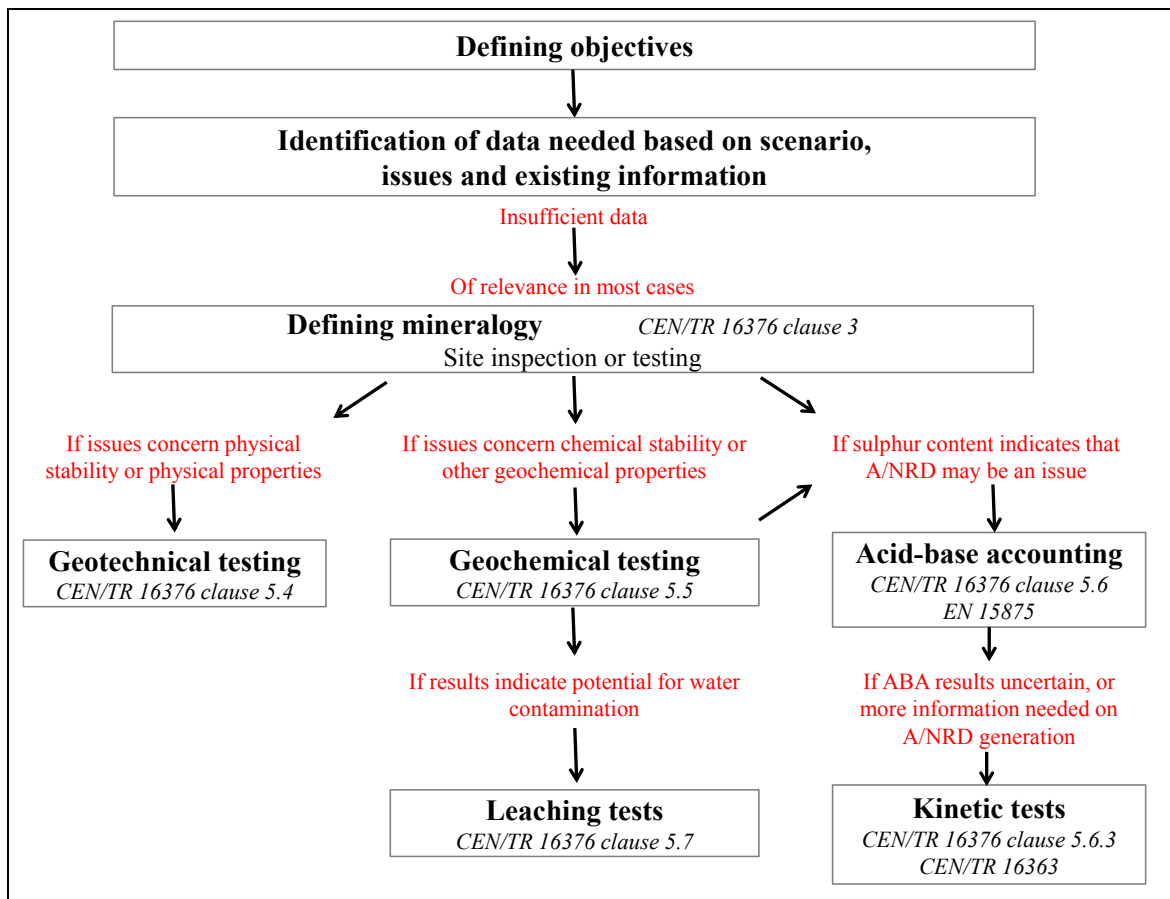 Defining objectives
Identification of data needed based on scenario,
issues and existing information
Insufficient data
Of relevance in most cases
Defining mineralogy CEN/TR 16376 clause 3
Site inspection or testing
If issues concern physical
stability or physical properties
If issues concern chemical stability or
other geochemical properties
If sulphur content indicates that
A/NRD may be an issue
Geotechnical testing
CEN/TR 16376 clause 5.4
Geochemical testing
CEN/TR 16376 clause 5.5
Acid-base accounting
CEN/TR 16376 clause 5.6
EN 15875
If results indicate potential for water
contamination
If ABA results uncertain, or
more information needed on
A/NRD generation
Leaching tests
CEN/TR 16376 clause 5.7
Kinetic tests
CEN/TR 16376 clause 5.6.3
CEN/TR 16363